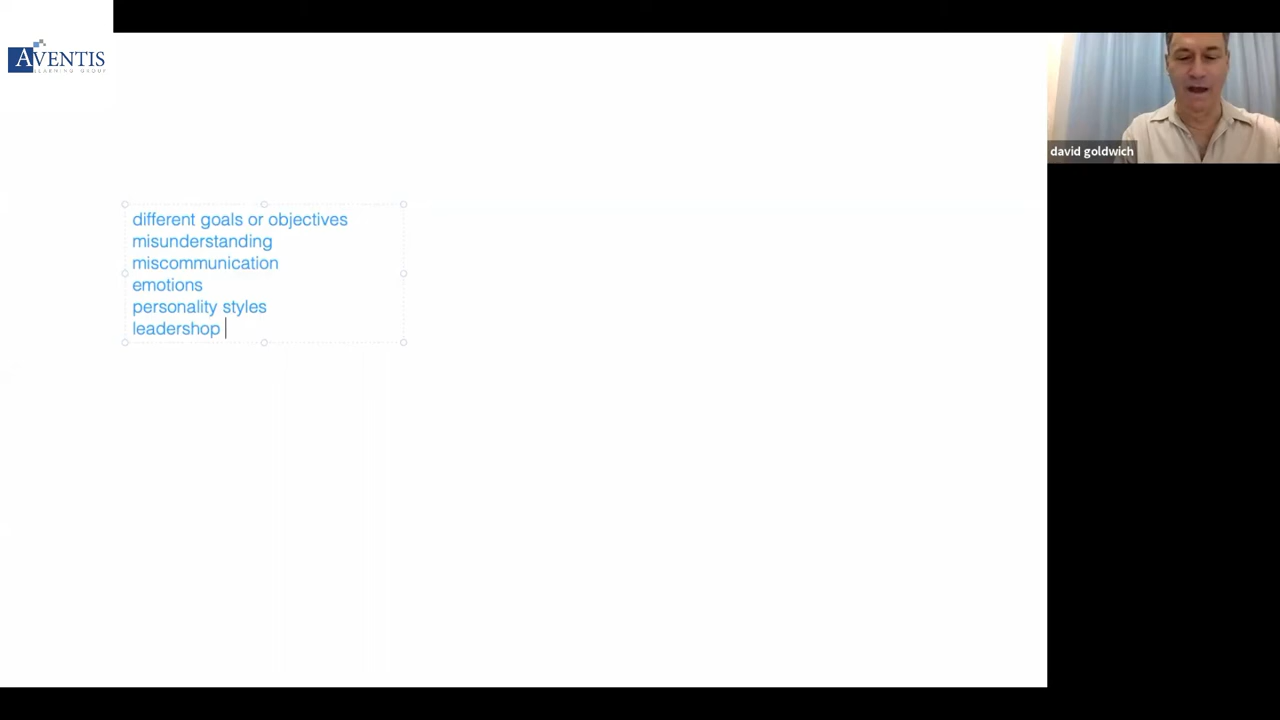 AVENTIS
LEARNING GROUP
david goldwich
different goals or objectives
misunderstanding
miscommunication
emotions
personality styles
leadershop